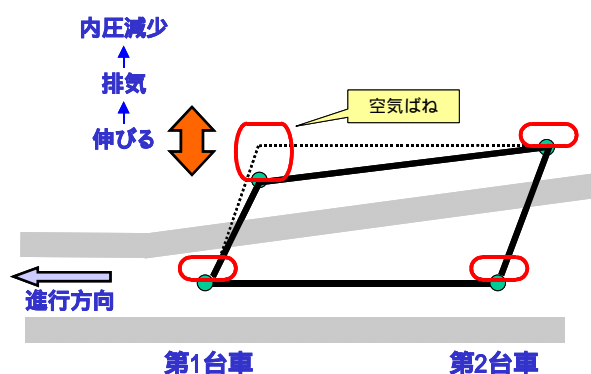 内圧減少
排気
伸びる
空気ばね
進行方向
第1台車
第2台車